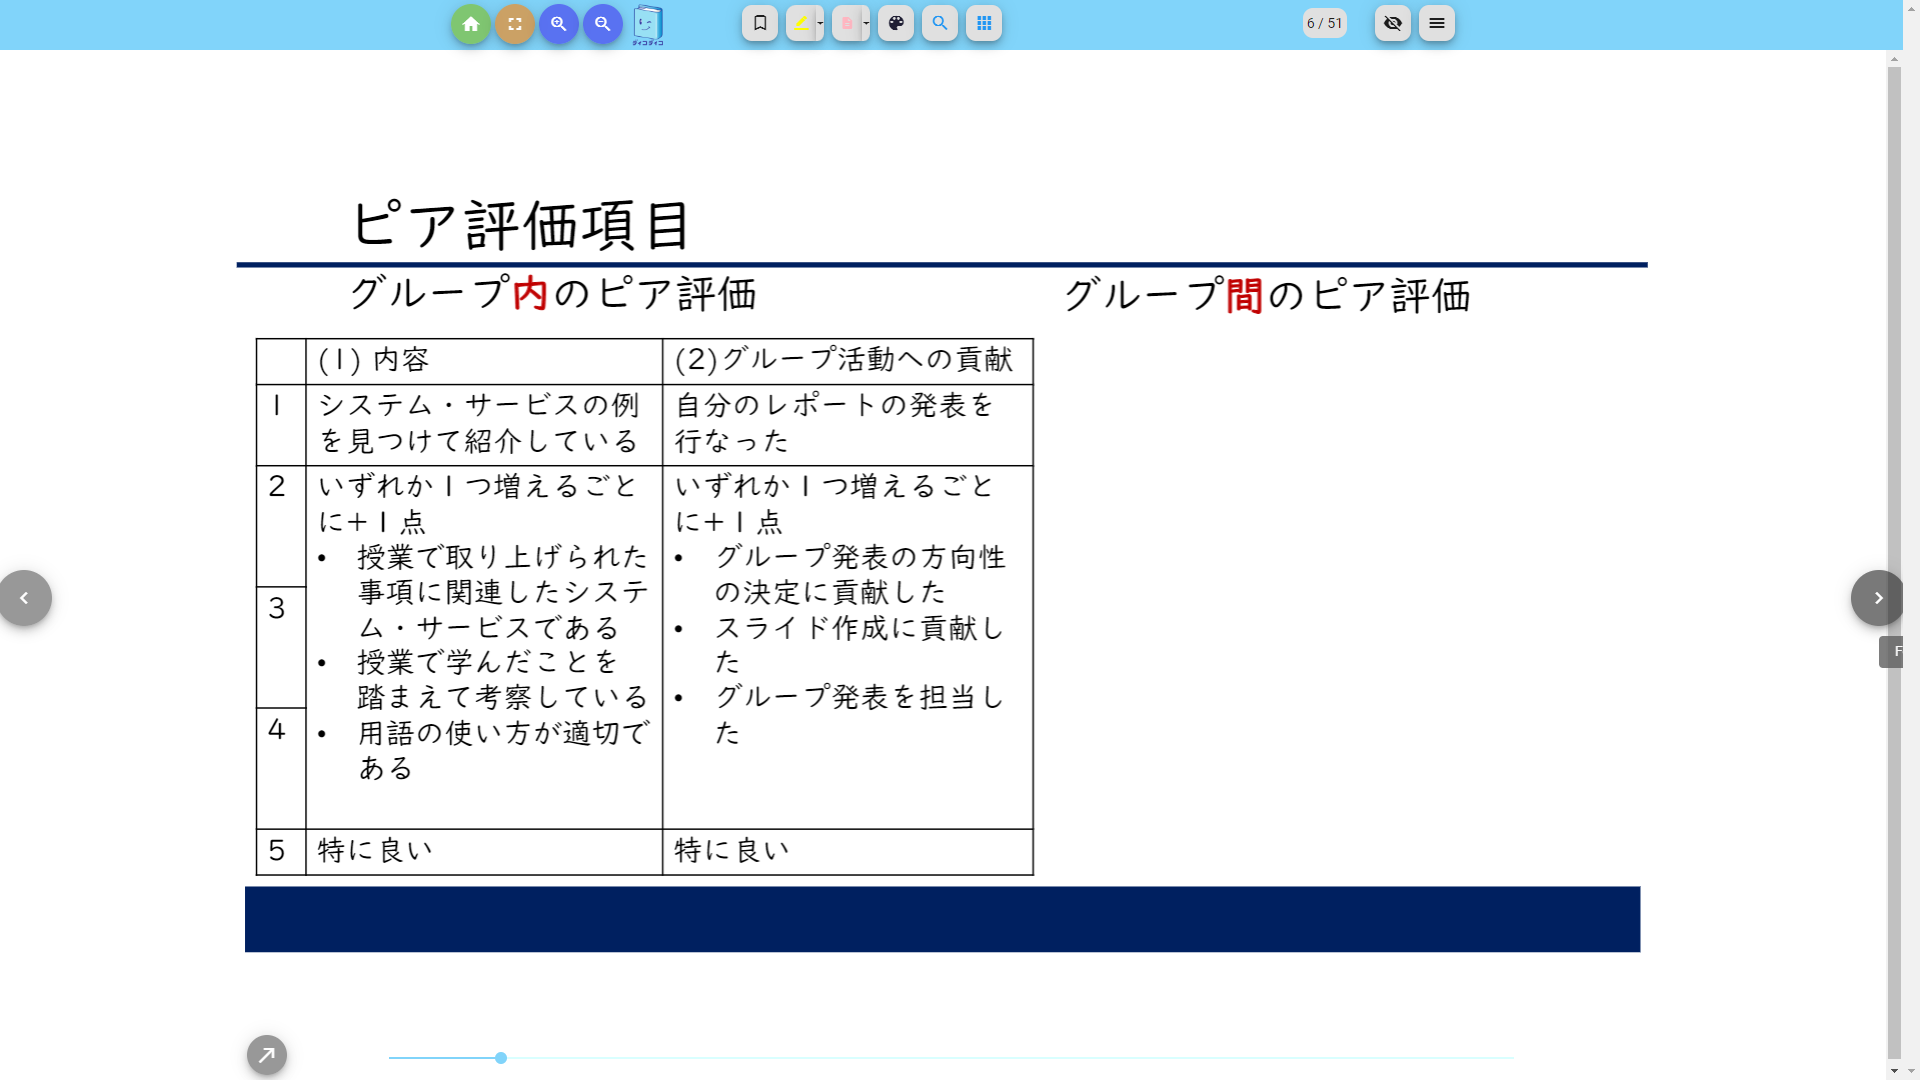 ディコディコ
6 / 51
ピア評価項目
グループ内のピア評価
グループ間のピア評価
(1) 内容
(2)グループ活動への貢献
1
システム・サービスの例
を見つけて紹介している
自分のレポートの発表を
行なった
2
3
4
いずれか1つ増えるごと
に+1点
• 授業で取り上げられた
事項に関連したシステ
ム・サービスである
• 授業で学んだことを
踏まえて考察している
• 用語の使い方が適切で
ある
いずれか1つ増えるごと
に+1点
• グループ発表の方向性
の決定に貢献した
• スライド作成に貢献し
た
• グループ発表を担当し
た
5
特に良い
特に良い
F